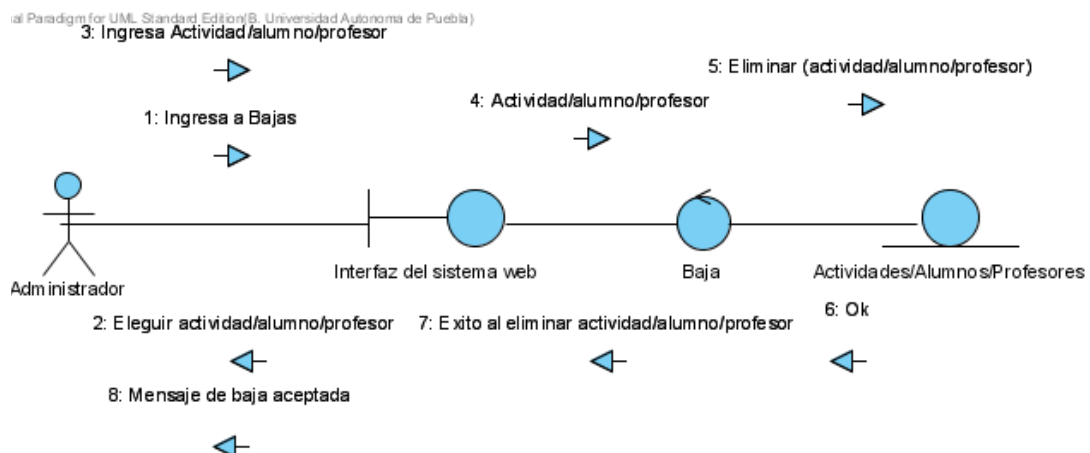 al Paradigm for UML Standard Edition(B. Universidad Autonoma de Puebla)
3: Ingresa Actividad/alumno/profesor
5: Eliminar (actividad/alumno/profesor)
4: Actividad/alumno/profesor
1: Ingresa a Bajas
Interfaz del sistema web
Baja
Actividades/Alumnos/Profesores
Administrador
2: Eleguir actividad/alumno/profesor
7: Exito al eliminar actividad/alumno/profesor
6: Ok
8: Mensaje de baja aceptada